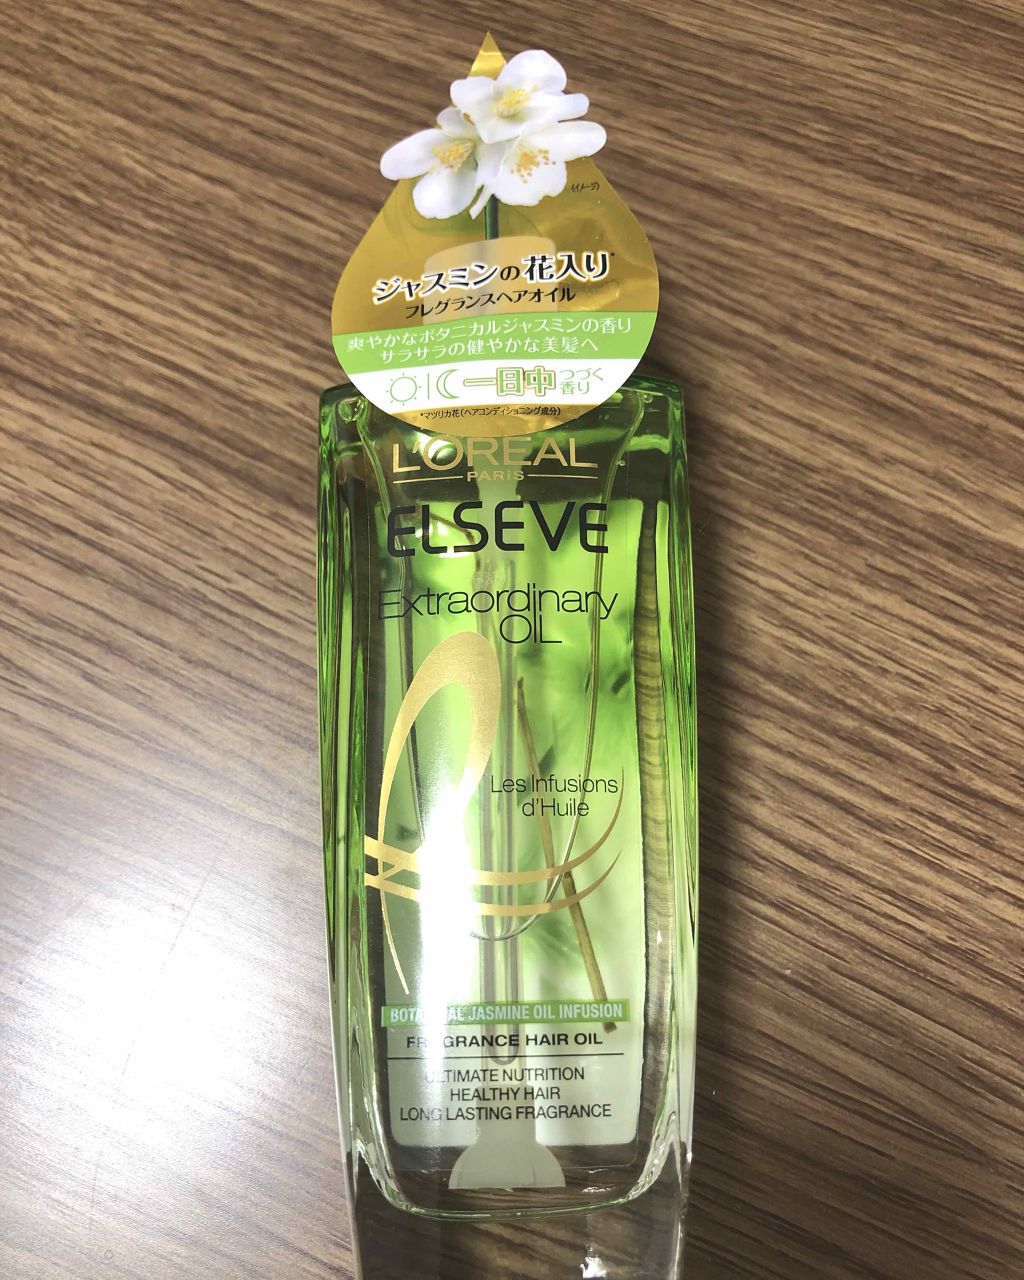 (イメージ)
ジャスミンの花入り*
フレグランスヘアオイル
爽やかなボタニカルジャスミンの香り
サラサラの健やかな美髪へ
一日中つづく香り
*マツリカ花(ヘアコンディショニング成分)
L'ORÉAL
PARIS
ELSEVE
Extraordinary
OIL
Les Infusions
d'Huile
BOTANICAL JASMINE OIL INFUSION
FRAGRANCE HAIR OIL
ULTIMATE NUTRITION
HEALTHY HAIR
LONG LASTING FRAGRANCE